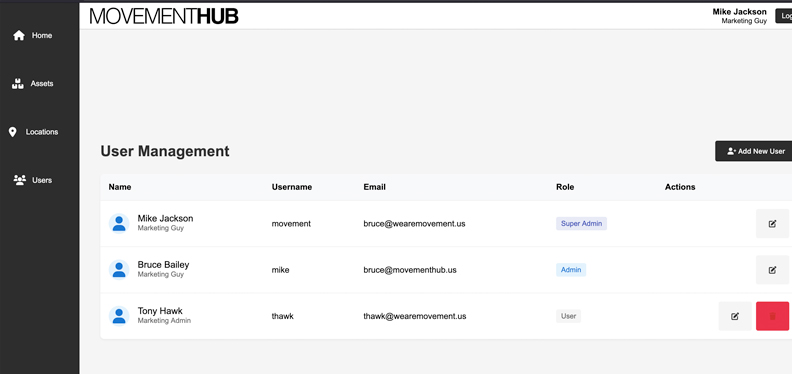 MOVEMENTHUB
Mike Jackson
Marketing Guy
Home
Assets
Locations
Users
User Management
Add New User
Name Username Email Role Actions
Mike Jackson
Marketing Guy
movement bruce@wearemovement.us Super Admin
Bruce Bailey
Marketing Guy
mike bruce@movementhub.us Admin
Tony Hawk
Marketing Admin
thawk thawk@wearemovement.us User